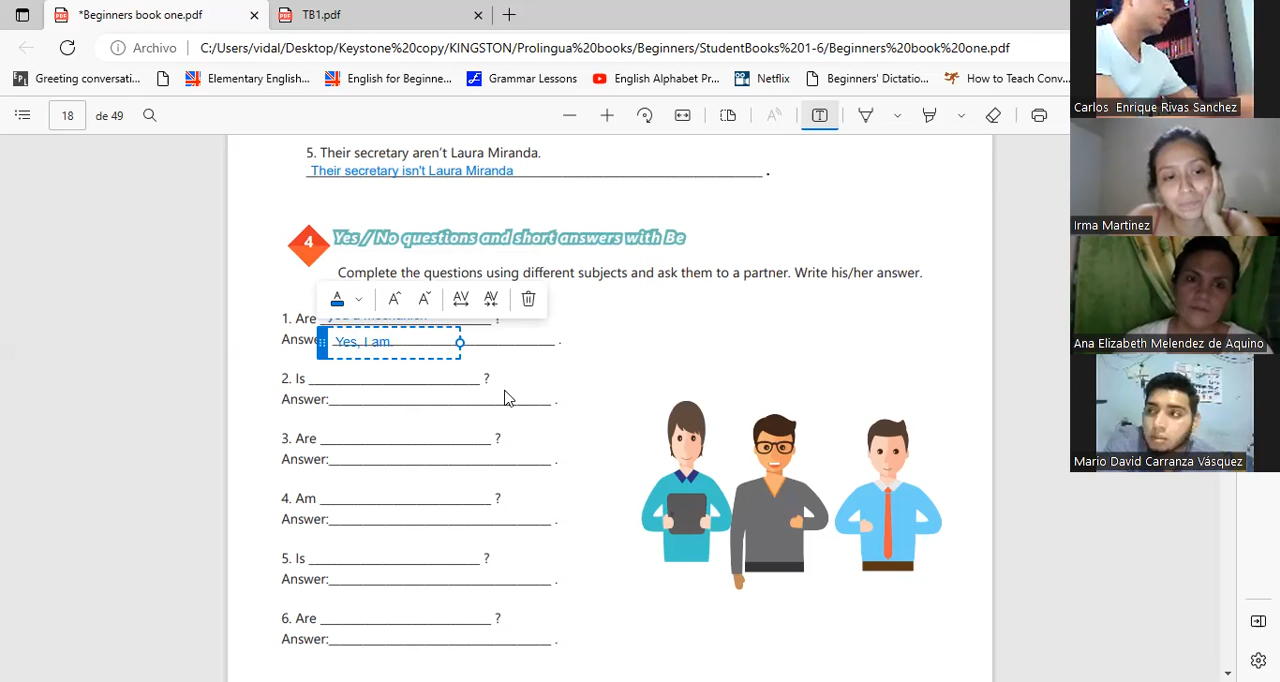 *Beginners book one.pdf
TB1.pdf
Archivo
C:/Users/vidal/Desktop/Keystone%20copy/KINGSTON/Prolingua%20books/Beginners/StudentBooks%201-6/Beginners%20book%20one.pdf
Greeting conversati...
Elementary English...
English for Beginne...
Grammar Lessons
English Alphabet Pr...
Netflix
Beginners' Dictatio...
How to Teach Conv...
18 de 49
5. Their secretary aren't Laura Miranda.
Their secretary isn't Laura Miranda .
4 Yes / No questions and short answers with Be
Complete the questions using different subjects and ask them to a partner. Write his/her answer.
1. Are you a mechanic ?
Answ Yes, I am. .
2. Is ?
Answer: .
3. Are ?
Answer: .
4. Am ?
Answer: .
5. Is ?
Answer: .
6. Are ?
Answer: .
Carlos Enrique Rivas Sanchez
Irma Martinez
Ana Elizabeth Melendez de Aquino
Mario David Carranza Vásquez